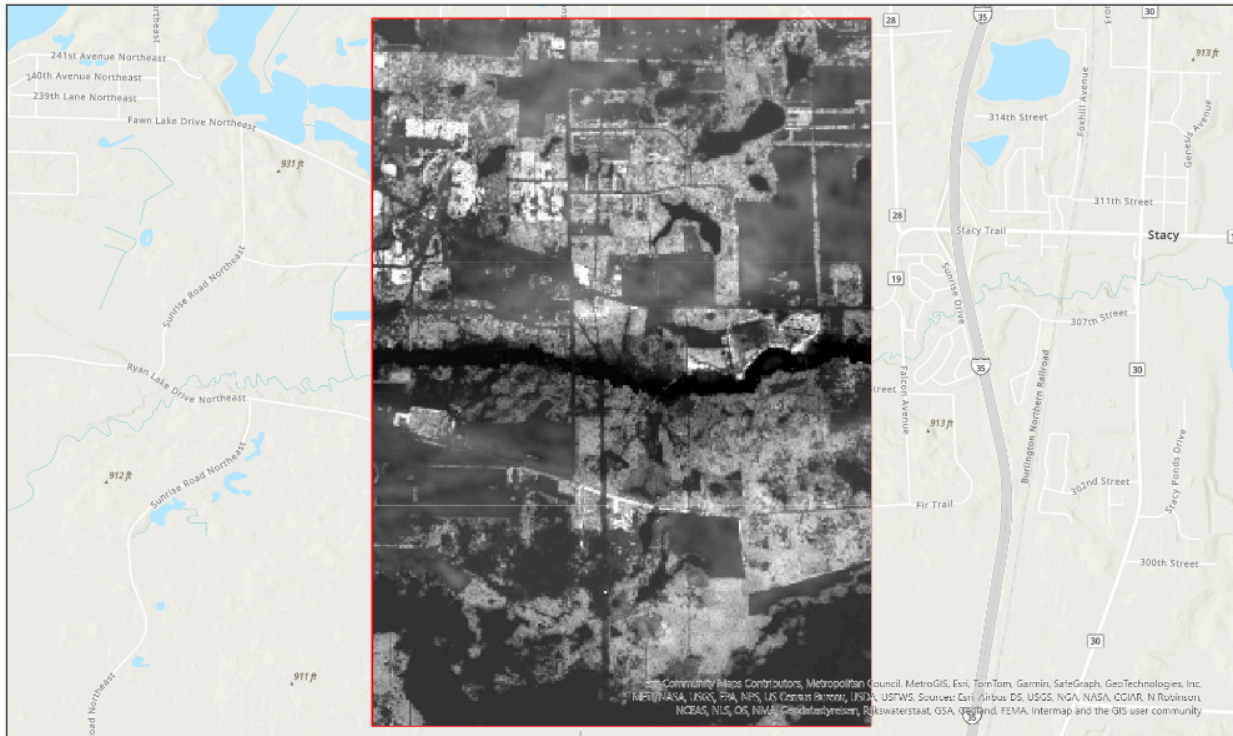 Northeast
28
35
30
913 ft
241st Avenue Northeast
240th Avenue Northeast
239th Lane Northeast
Fawn Lake Drive Northeast
314th Street
Foxhill Avenue
Genesis Avenue
931 ft
311th Street
28
Stacy Trail
Stacy
19
Sunrise Drive
Sunrise Road Northeast
307th Street
Ryan Lake Drive Northeast
35
30
Street
Falcon Avenue
Burlington Northern Railroad
913 ft
912 ft
Sunrise Road Northeast
302nd Street
Stacy Ponds Drive
Fir Trail
300th Street
30
911 ft
Road Northeast
Esri Community Maps Contributors, Metropolitan Council, MetroGIS, Esri, TomTom, Garmin, SafeGraph, GeoTechnologies, Inc,
METI/NASA, USGS, EPA, NPS, US Census Bureau, USDA, USFWS, Sources: Esri, Airbus DS, USGS, NGA, NASA, CGIAR, N Robinson,
NCEAS, NLS, OS, NMA, Geodatastyrelsen, Rijkswaterstaat, GSA, Geoland, FEMA, Intermap and the GIS user community
35